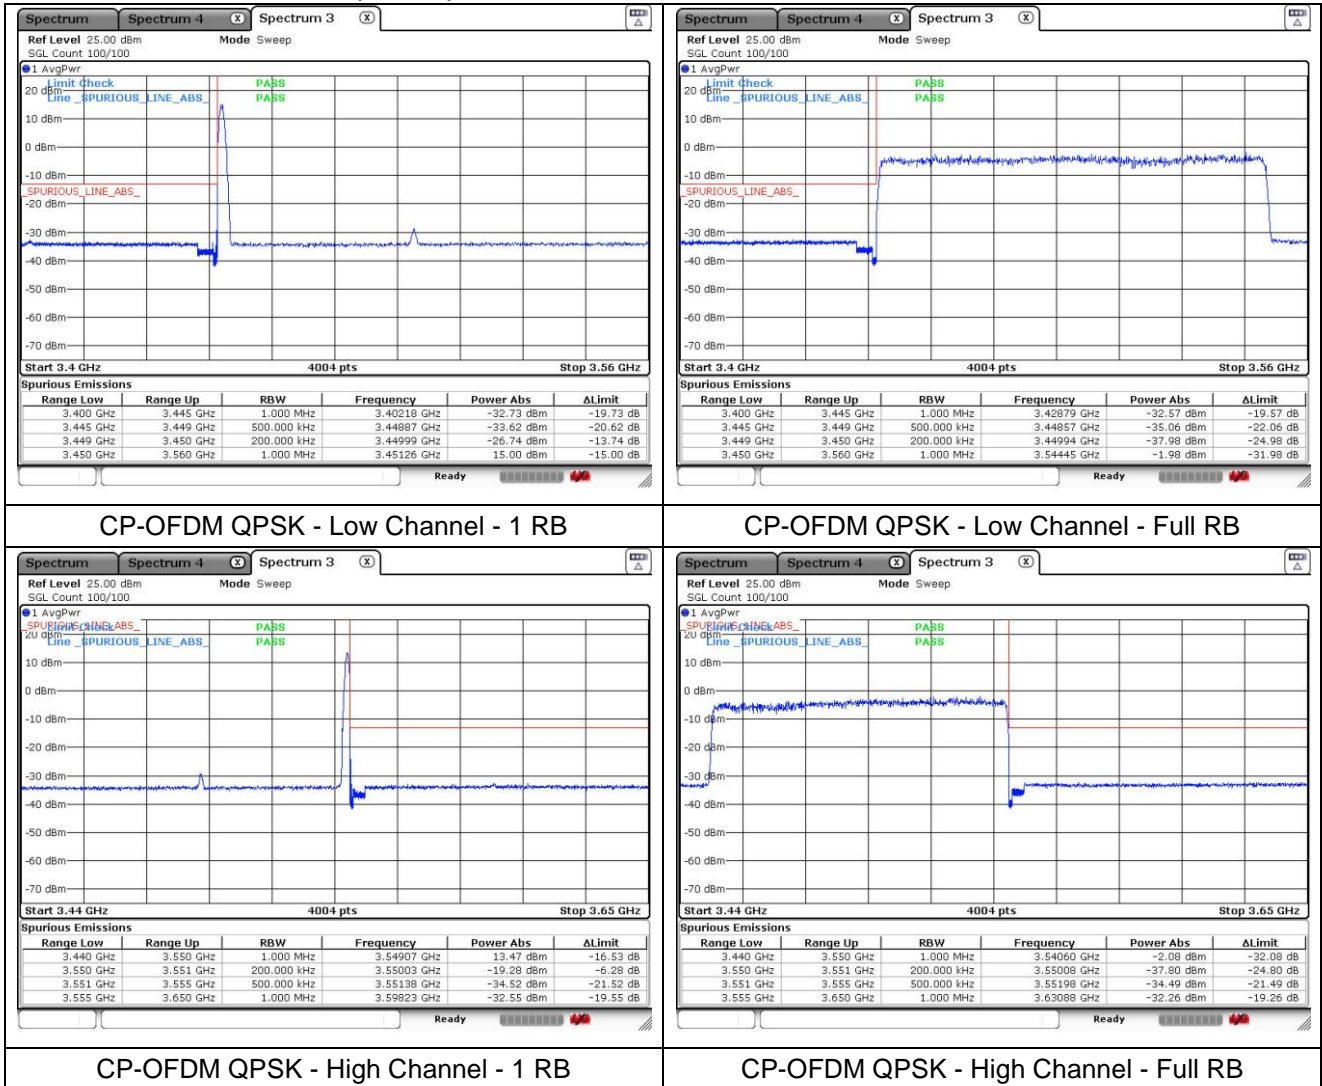 Spectrum Spectrum 4 X Spectrum 3 X
Ref Level 25.00 dBm Mode Sweep
SGL Count 100/100
1 AvgPwr
Limit Check PASS
20 dBm
Line _SPURIOUS_LINE_ABS_ PASS
10 dBm
0 dBm
-10 dBm
_SPURIOUS_LINE_ABS_
-20 dBm
-30 dBm
-40 dBm
-50 dBm
-60 dBm
-70 dBm
Start 3.4 GHz 4004 pts Stop 3.56 GHz
Spurious Emissions
Range Low Range Up RBW Frequency Power Abs ΔLimit
3.400 GHz 3.445 GHz 1.000 MHz 3.40218 GHz -32.73 dBm -19.73 dB
3.445 GHz 3.449 GHz 500.000 kHz 3.44887 GHz -33.62 dBm -20.62 dB
3.449 GHz 3.450 GHz 200.000 kHz 3.44999 GHz -26.74 dBm -13.74 dB
3.450 GHz 3.560 GHz 1.000 MHz 3.45126 GHz 15.00 dBm -15.00 dB
Ready
CP-OFDM QPSK - Low Channel - 1 RB
Spectrum Spectrum 4 X Spectrum 3 X
Ref Level 25.00 dBm Mode Sweep
SGL Count 100/100
1 AvgPwr
Limit Check PASS
20 dBm
Line _SPURIOUS_LINE_ABS_ PASS
10 dBm
0 dBm
-10 dBm
_SPURIOUS_LINE_ABS_
-20 dBm
-30 dBm
-40 dBm
-50 dBm
-60 dBm
-70 dBm
Start 3.4 GHz 4004 pts Stop 3.56 GHz
Spurious Emissions
Range Low Range Up RBW Frequency Power Abs ΔLimit
3.400 GHz 3.445 GHz 1.000 MHz 3.42879 GHz -32.57 dBm -19.57 dB
3.445 GHz 3.449 GHz 500.000 kHz 3.44857 GHz -35.06 dBm -22.06 dB
3.449 GHz 3.450 GHz 200.000 kHz 3.44994 GHz -37.98 dBm -24.98 dB
3.450 GHz 3.560 GHz 1.000 MHz 3.54445 GHz -1.98 dBm -31.98 dB
Ready
CP-OFDM QPSK - Low Channel - Full RB
Spectrum Spectrum 4 X Spectrum 3 X
Ref Level 25.00 dBm Mode Sweep
SGL Count 100/100
1 AvgPwr
_SPURIOUS_LINE_ABS_
Limit Check PASS
20 dBm
Line _SPURIOUS_LINE_ABS_ PASS
10 dBm
0 dBm
-10 dBm
-20 dBm
-30 dBm
-40 dBm
-50 dBm
-60 dBm
-70 dBm
Start 3.44 GHz 4004 pts Stop 3.65 GHz
Spurious Emissions
Range Low Range Up RBW Frequency Power Abs ΔLimit
3.440 GHz 3.550 GHz 1.000 MHz 3.54907 GHz 13.47 dBm -16.53 dB
3.550 GHz 3.551 GHz 200.000 kHz 3.55003 GHz -19.28 dBm -6.28 dB
3.551 GHz 3.555 GHz 500.000 kHz 3.55138 GHz -34.52 dBm -21.52 dB
3.555 GHz 3.650 GHz 1.000 MHz 3.59823 GHz -32.55 dBm -19.55 dB
Ready
CP-OFDM QPSK - High Channel - 1 RB
Spectrum Spectrum 4 X Spectrum 3 X
Ref Level 25.00 dBm Mode Sweep
SGL Count 100/100
1 AvgPwr
_SPURIOUS_LINE_ABS_
Limit Check PASS
20 dBm
Line _SPURIOUS_LINE_ABS_ PASS
10 dBm
0 dBm
-10 dBm
-20 dBm
-30 dBm
-40 dBm
-50 dBm
-60 dBm
-70 dBm
Start 3.44 GHz 4004 pts Stop 3.65 GHz
Spurious Emissions
Range Low Range Up RBW Frequency Power Abs ΔLimit
3.440 GHz 3.550 GHz 1.000 MHz 3.54060 GHz -2.08 dBm -32.08 dB
3.550 GHz 3.551 GHz 200.000 kHz 3.55008 GHz -37.80 dBm -24.80 dB
3.551 GHz 3.555 GHz 500.000 kHz 3.55198 GHz -34.49 dBm -21.49 dB
3.555 GHz 3.650 GHz 1.000 MHz 3.63088 GHz -32.26 dBm -19.26 dB
Ready
CP-OFDM QPSK - High Channel - Full RB